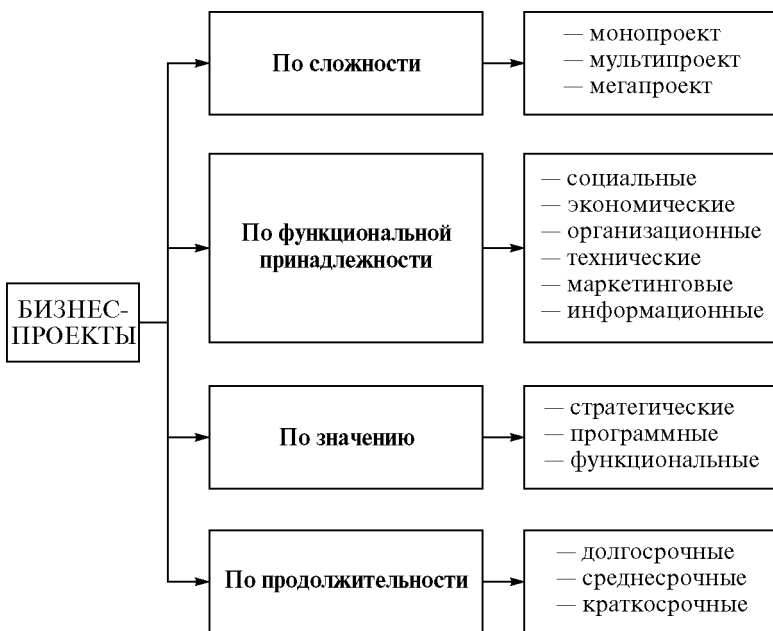 По сложности
— монопроект
— мультипроект
— мегапроект
По функциональной
принадлежности
— социальные
— экономические
— организационные
— технические
— маркетинговые
— информационные
БИЗНЕС-
ПРОЕКТЫ
По значению
— стратегические
— программные
— функциональные
По продолжительности
— долгосрочные
— среднесрочные
— краткосрочные